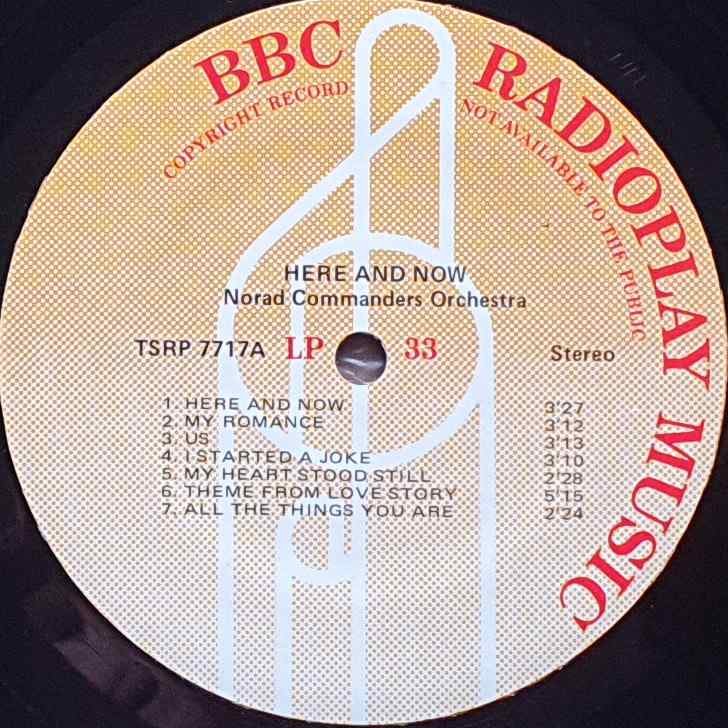 BBC RADIOPLAY MUSIC
COPYRIGHT RECORD NOT AVAILABLE TO THE PUBLIC
HERE AND NOW
Norad Commanders Orchestra
TSRP 7717A LP 33 Stereo
1. HERE AND NOW 3'27
2. MY ROMANCE 3'12
3. US 3'13
4. I STARTED A JOKE 3'10
5. MY HEART STOOD STILL 2'28
6. THEME FROM LOVE STORY 5'15
7. ALL THE THINGS YOU ARE 2'24